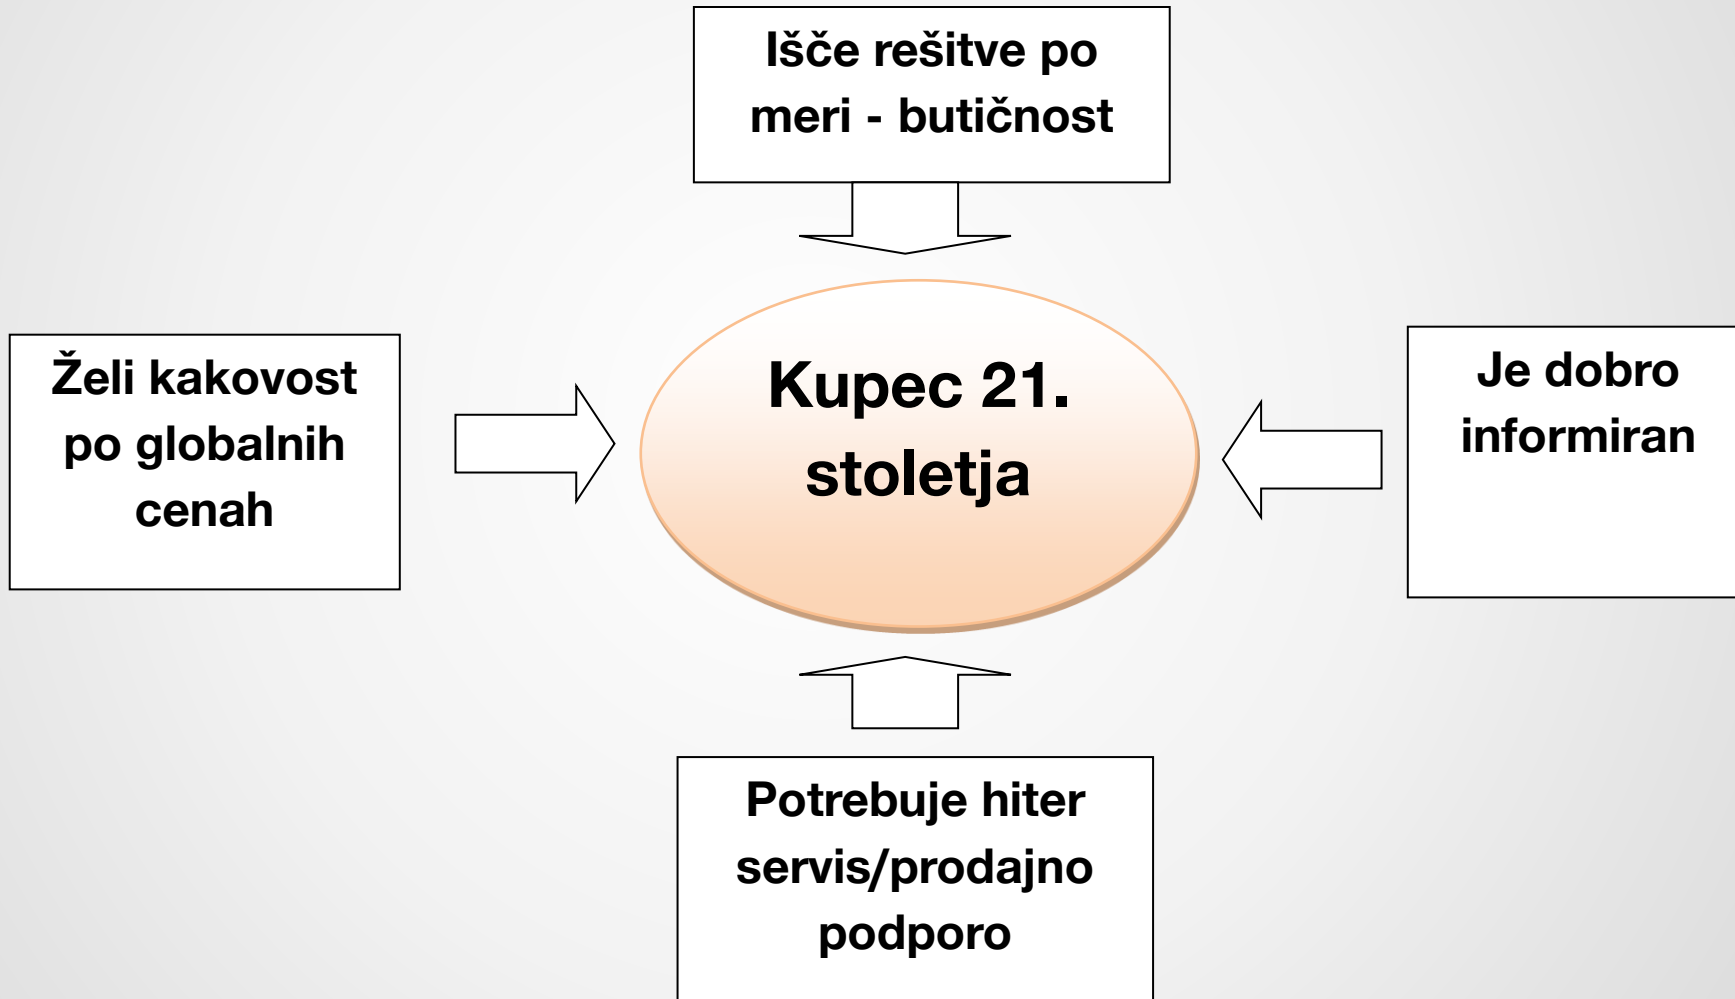 Išče rešitve po
meri - butičnost
Želi kakovost
po globalnih
cenah
Kupec 21.
stoletja
Je dobro
informiran
Potrebuje hiter
servis/prodajno
podporo